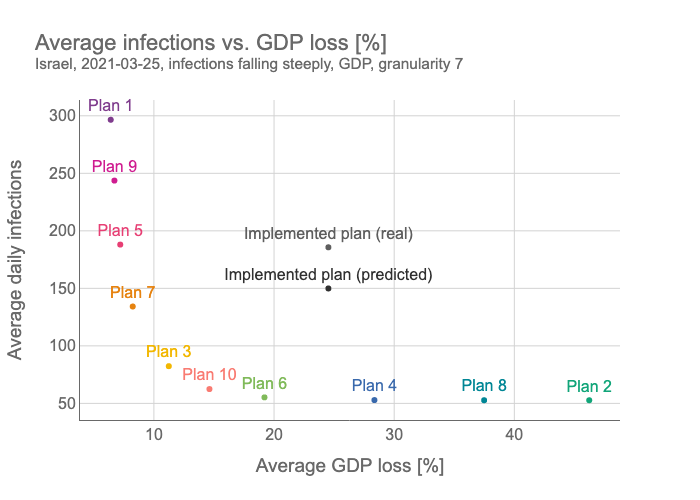 Average infections vs. GDP loss [%]
Israel, 2021-03-25, infections falling steeply, GDP, granularity 7
Average daily infections
300
250
200
150
100
50
Plan 1
Plan 9
Plan 5
Implemented plan (real)
Implemented plan (predicted)
Plan 7
Plan 3
Plan 10
Plan 6
Plan 4
Plan 8
Plan 2
10
20
30
40
Average GDP loss [%]